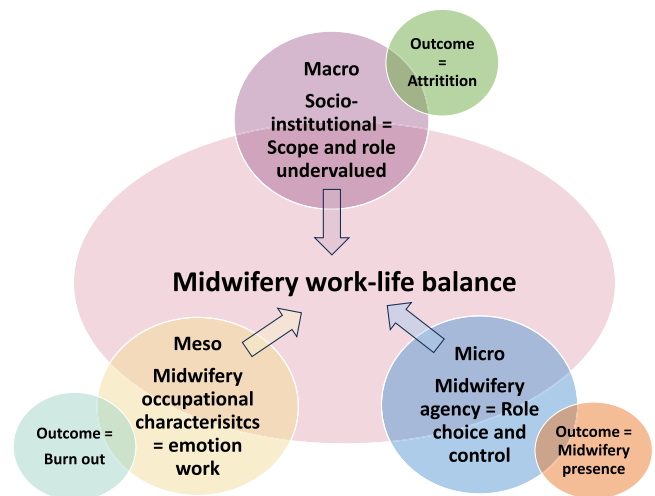 Macro
Socio-
institutional =
Scope and role
undervalued
Outcome
=
Attritition
Midwifery work-life balance
Meso
Midwifery
occupational
characterisitcs
= emotion
work
Outcome =
Burn out
Micro
Midwifery
agency = Role
choice and
control
Outcome =
Midwifery
presence